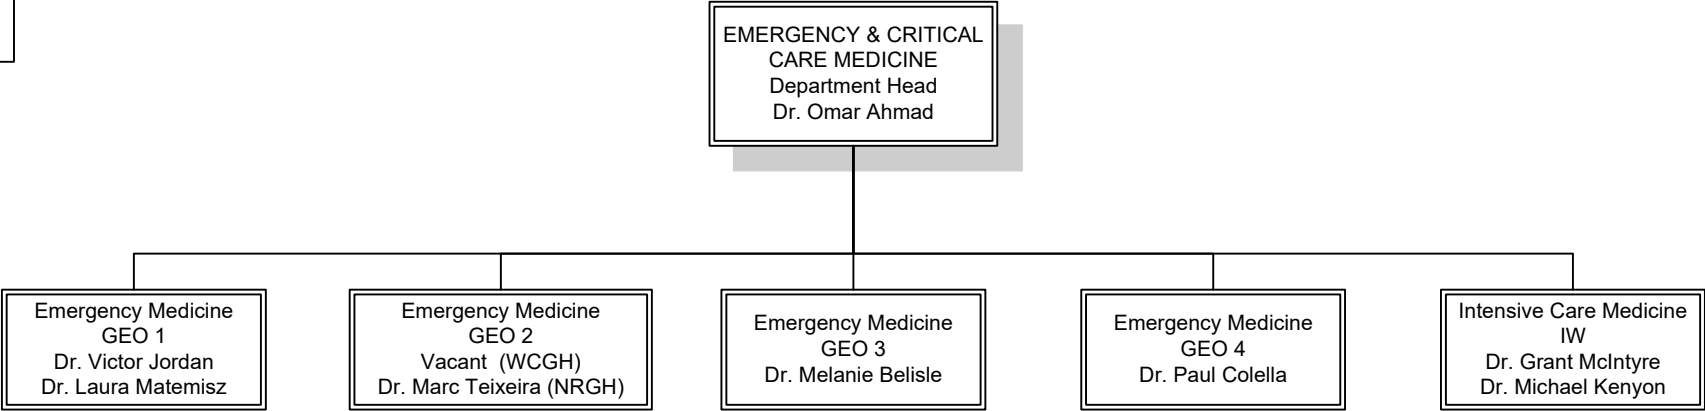 EMERGENCY & CRITICAL
CARE MEDICINE
Department Head
Dr. Omar Ahmad
Emergency Medicine
GEO 1
Dr. Victor Jordan
Dr. Laura Matemisz
Emergency Medicine
GEO 2
Vacant (WCGH)
Dr. Marc Teixeira (NRGH)
Emergency Medicine
GEO 3
Dr. Melanie Belisle
Emergency Medicine
GEO 4
Dr. Paul Colella
Intensive Care Medicine
IW
Dr. Grant McIntyre
Dr. Michael Kenyon